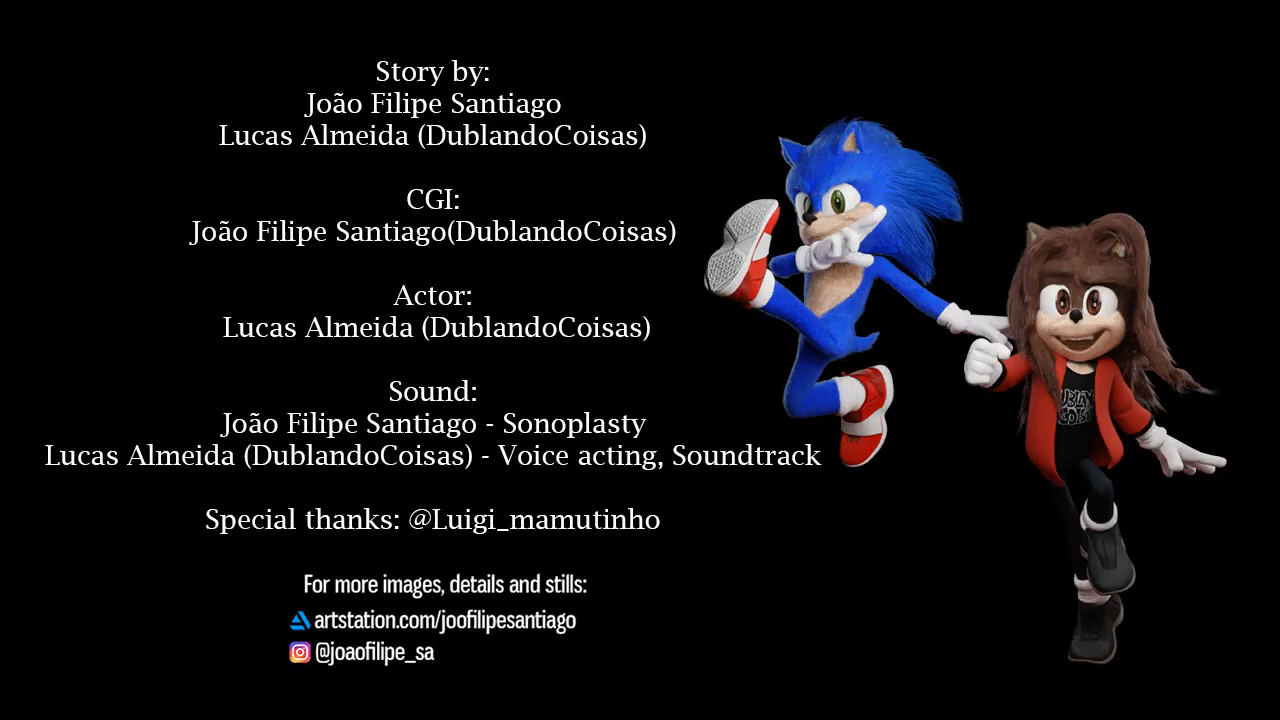 Story by:
João Filipe Santiago
Lucas Almeida (DublandoCoisas)
CGI:
João Filipe Santiago(DublandoCoisas)
Actor:
Lucas Almeida (DublandoCoisas)
Sound:
João Filipe Santiago - Sonoplasty
Lucas Almeida (DublandoCoisas) - Voice acting, Soundtrack
Special thanks: @Luigi_mamutinho
For more images, details and stills:
artstation.com/joofilipesantiago
@joaofilipe_sa